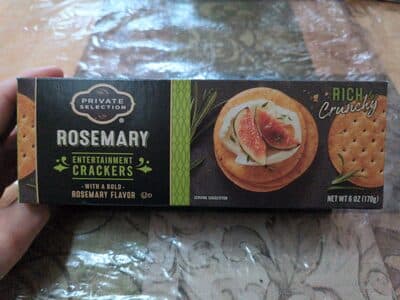 PRIVATE
SELECTION
®
ROSEMARY
ENTERTAINMENT
CRACKERS
- WITH A BOLD -
ROSEMARY FLAVOR
SERVING SUGGESTION
RICH
Crunchy
NET WT 6 OZ (170g)